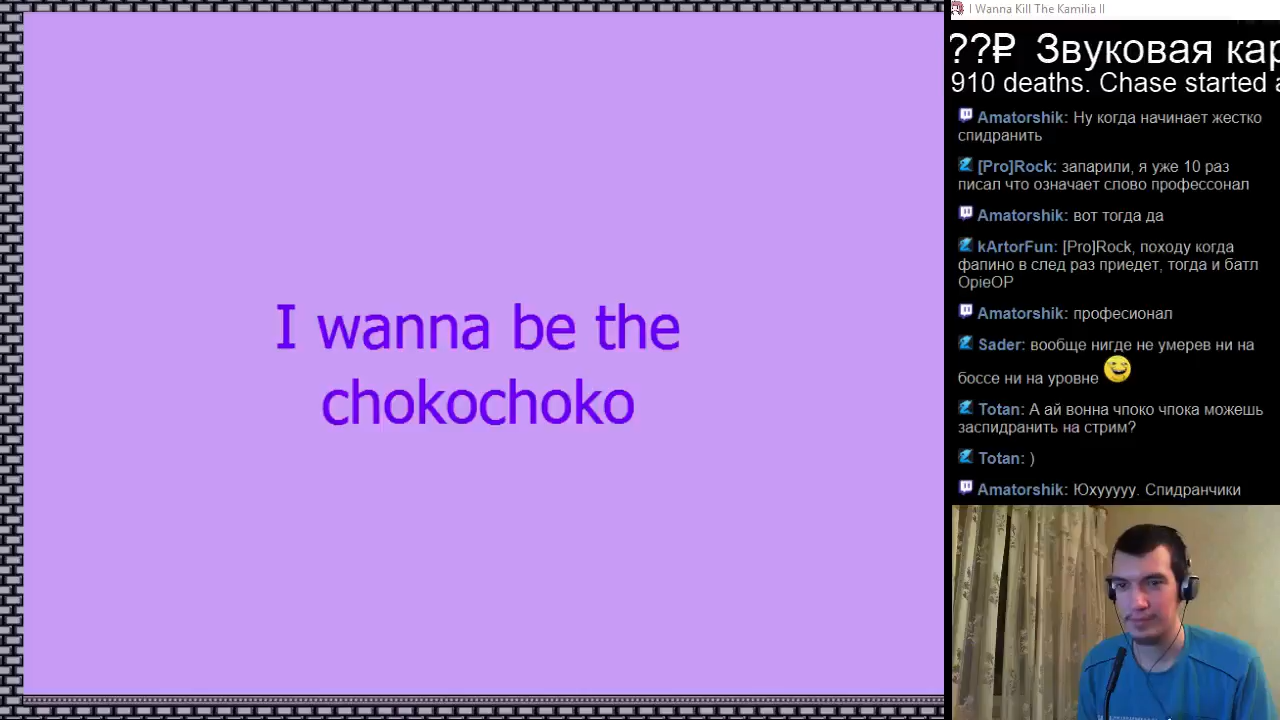 I Wanna Kill The Kamilia II
??₽ Звуковая кар
910 deaths. Chase started a
Amatorshik: Ну когда начинает жестко
спидранить
[Pro]Rock: запарили, я уже 10 раз
писал что означает слово профессонал
Amatorshik: вот тогда да
kArtorFun: [Pro]Rock, походу когда
фапино в след раз приедет, тогда и батл
OpieOP
Amatorshik: професионал
Sader: вообще нигде не умерев ни на
боссе ни на уровне
Totan: А ай вонна чпоко чпока можешь
заспидранить на стрим?
Totan: )
Amatorshik: Юхууууу. Спидранчики
I wanna be the
chokochoko